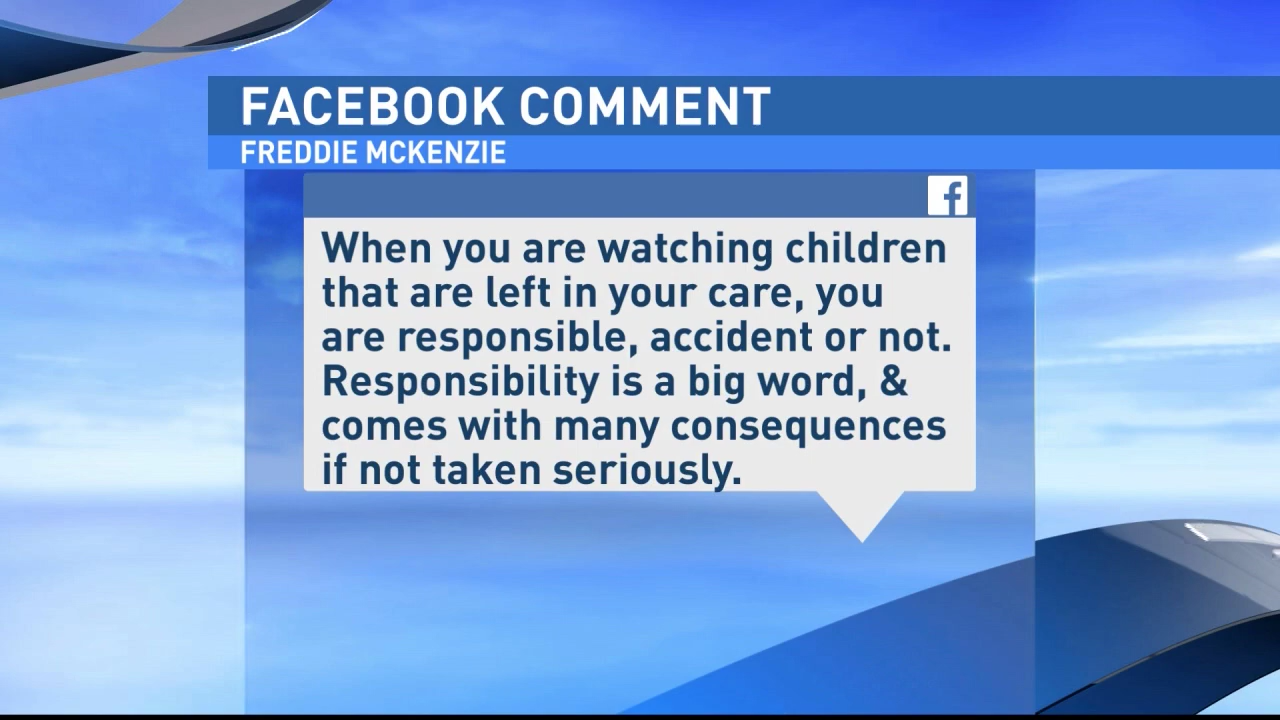 FACEBOOK COMMENT
FREDDIE MCKENZIE
f
When you are watching children
that are left in your care, you
are responsible, accident or not.
Responsibility is a big word, &
comes with many consequences
if not taken seriously.